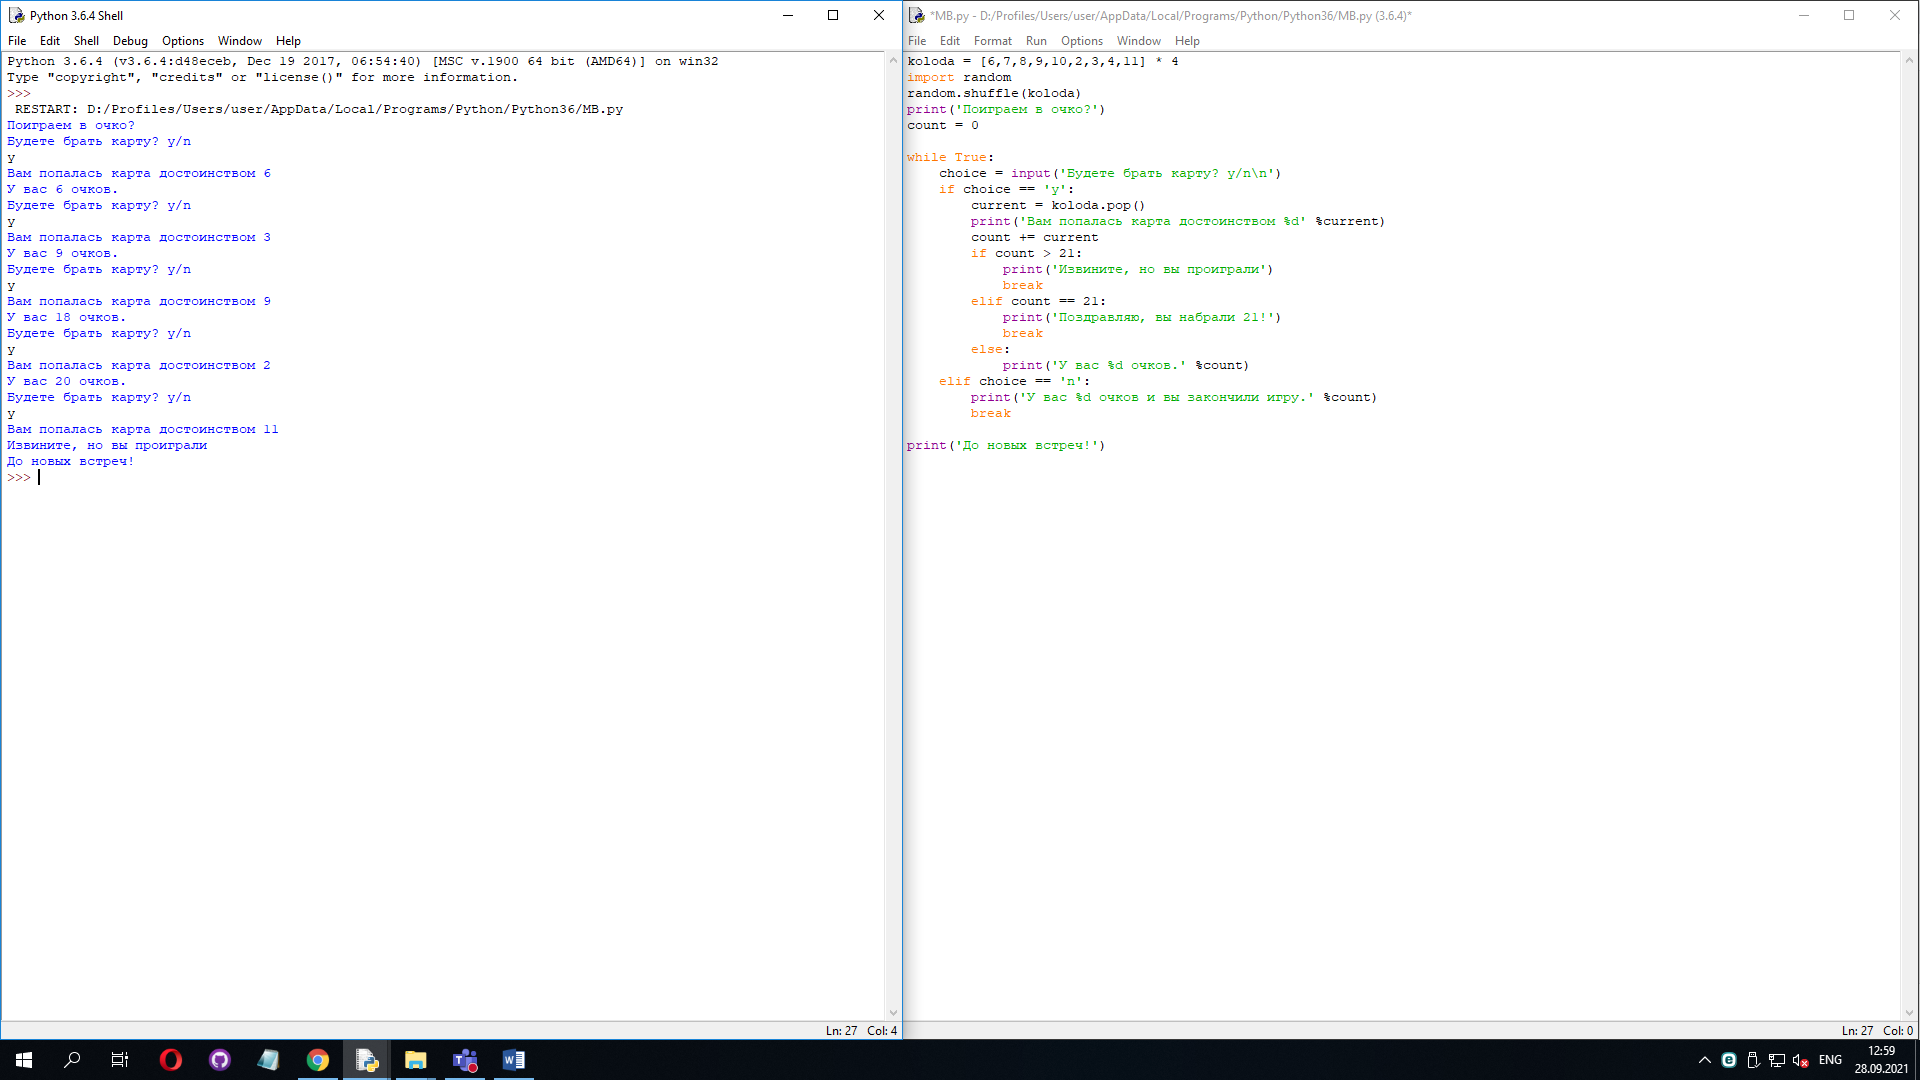 Python 3.6.4 Shell
File Edit Shell Debug Options Window Help
Python 3.6.4 (v3.6.4:d48eceb, Dec 19 2017, 06:54:40) [MSC v.1900 64 bit (AMD64)] on win32
Type "copyright", "credits" or "license()" for more information.
>>>
 RESTART: D:/Profiles/Users/user/AppData/Local/Programs/Python/Python36/MB.py
Поиграем в очко?
Будете брать карту? y/n
y
Вам попалась карта достоинством 6
У вас 6 очков.
Будете брать карту? y/n
y
Вам попалась карта достоинством 3
У вас 9 очков.
Будете брать карту? y/n
y
Вам попалась карта достоинством 9
У вас 18 очков.
Будете брать карту? y/n
y
Вам попалась карта достоинством 2
У вас 20 очков.
Будете брать карту? y/n
y
Вам попалась карта достоинством 11
Извините, но вы проиграли
До новых встреч!
>>>
Ln: 27 Col: 4
*MB.py - D:/Profiles/Users/user/AppData/Local/Programs/Python/Python36/MB.py (3.6.4)*
File Edit Format Run Options Window Help
koloda = [6,7,8,9,10,2,3,4,11] * 4
import random
random.shuffle(koloda)
print('Поиграем в очко?')
count = 0
while True:
    choice = input('Будете брать карту? y/n\n')
    if choice == 'y':
        current = koloda.pop()
        print('Вам попалась карта достоинством %d' %current)
        count += current
        if count > 21:
            print('Извините, но вы проиграли')
            break
        elif count == 21:
            print('Поздравляю, вы набрали 21!')
            break
        else:
            print('У вас %d очков.' %count)
    elif choice == 'n':
        print('У вас %d очков и вы закончили игру.' %count)
        break
print('До новых встреч!')
Ln: 27 Col: 0
ENG
12:59
28.09.2021